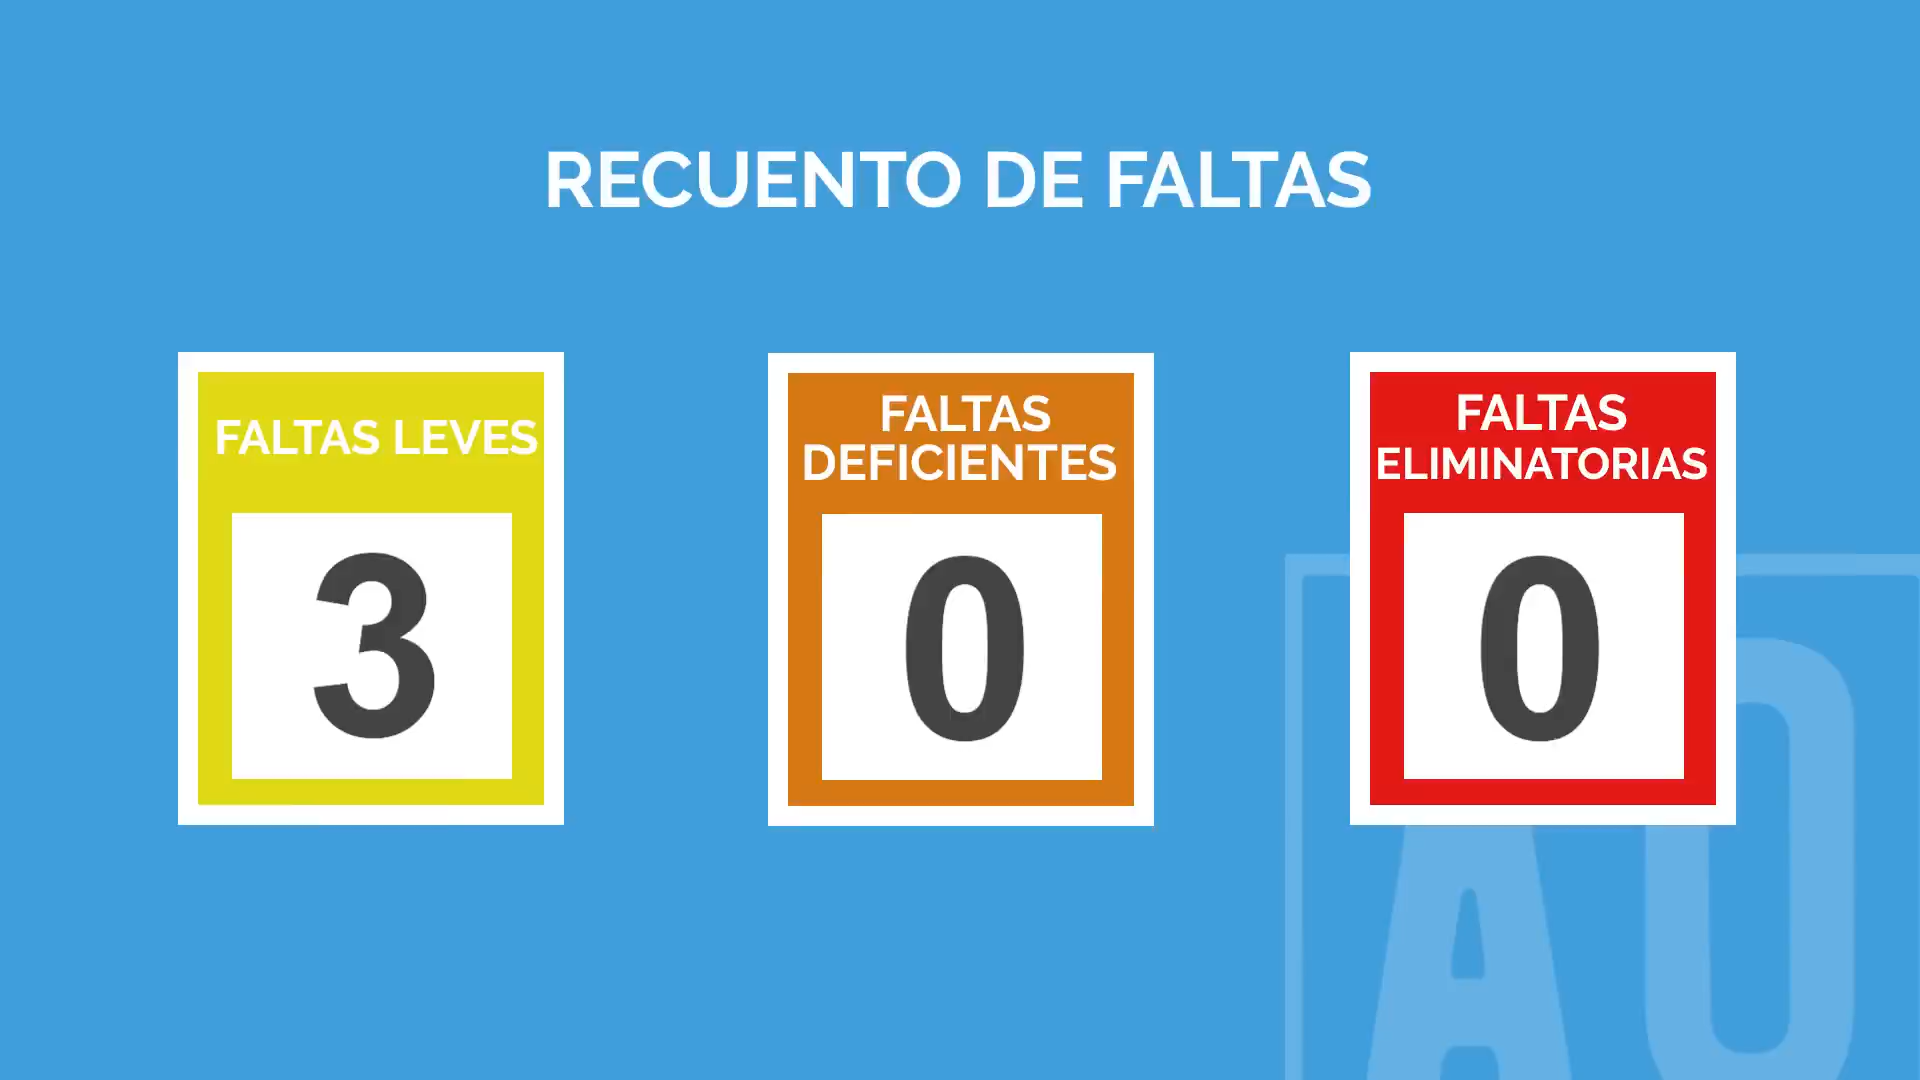 RECUENTO DE FALTAS
FALTAS LEVES
3
FALTAS
DEFICIENTES
0
FALTAS
ELIMINATORIAS
0